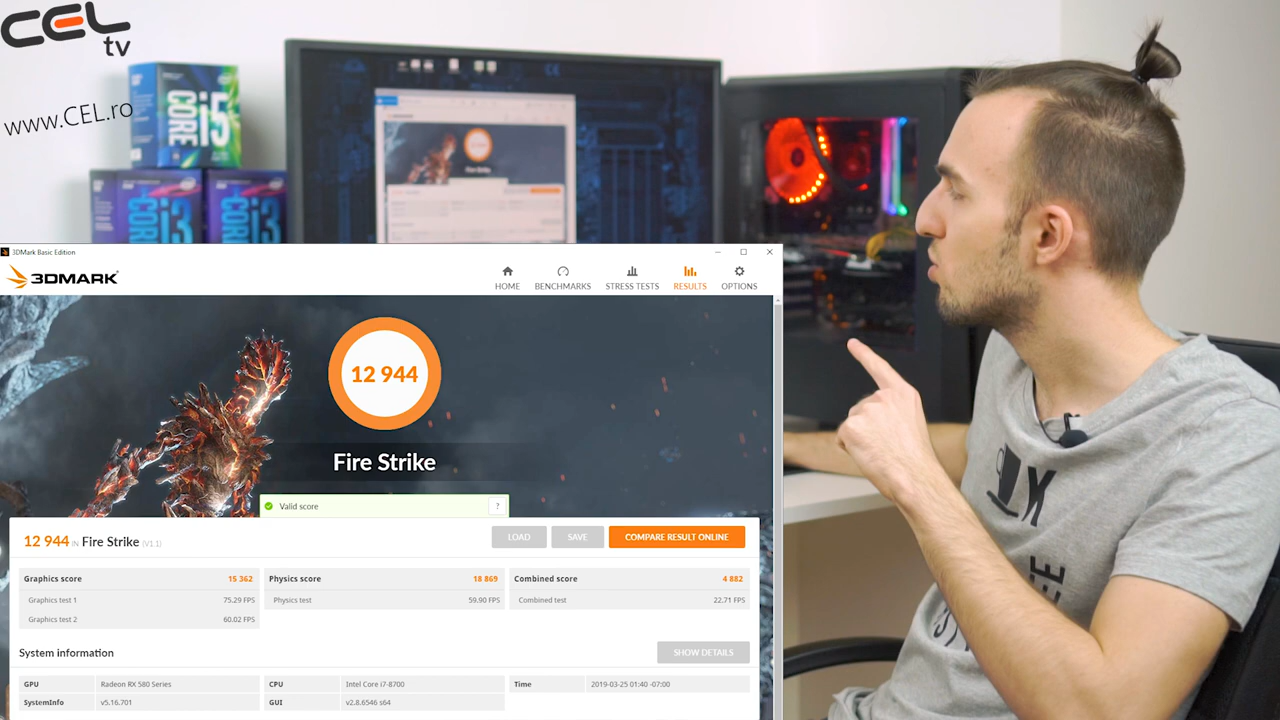 CEL
tv
www.CEL.ro
intel
CORE i5
CORE i3
CORE i3
Fire Strike
3DMark Basic Edition
3DMARK
HOME
BENCHMARKS
STRESS TESTS
RESULTS
OPTIONS
12 944
Fire Strike
Valid score
?
12 944 IN Fire Strike (V1.1)
LOAD
SAVE
COMPARE RESULT ONLINE
Graphics score 15 362
Graphics test 1 75.29 FPS
Graphics test 2 60.02 FPS
Physics score 18 869
Physics test 59.90 FPS
Combined score 4 882
Combined test 22.71 FPS
System information
SHOW DETAILS
GPU Radeon RX 580 Series
SystemInfo v5.16.701
CPU Intel Core i7-8700
GUI v2.8.6546 s64
Time 2019-03-25 01:40 -07:00